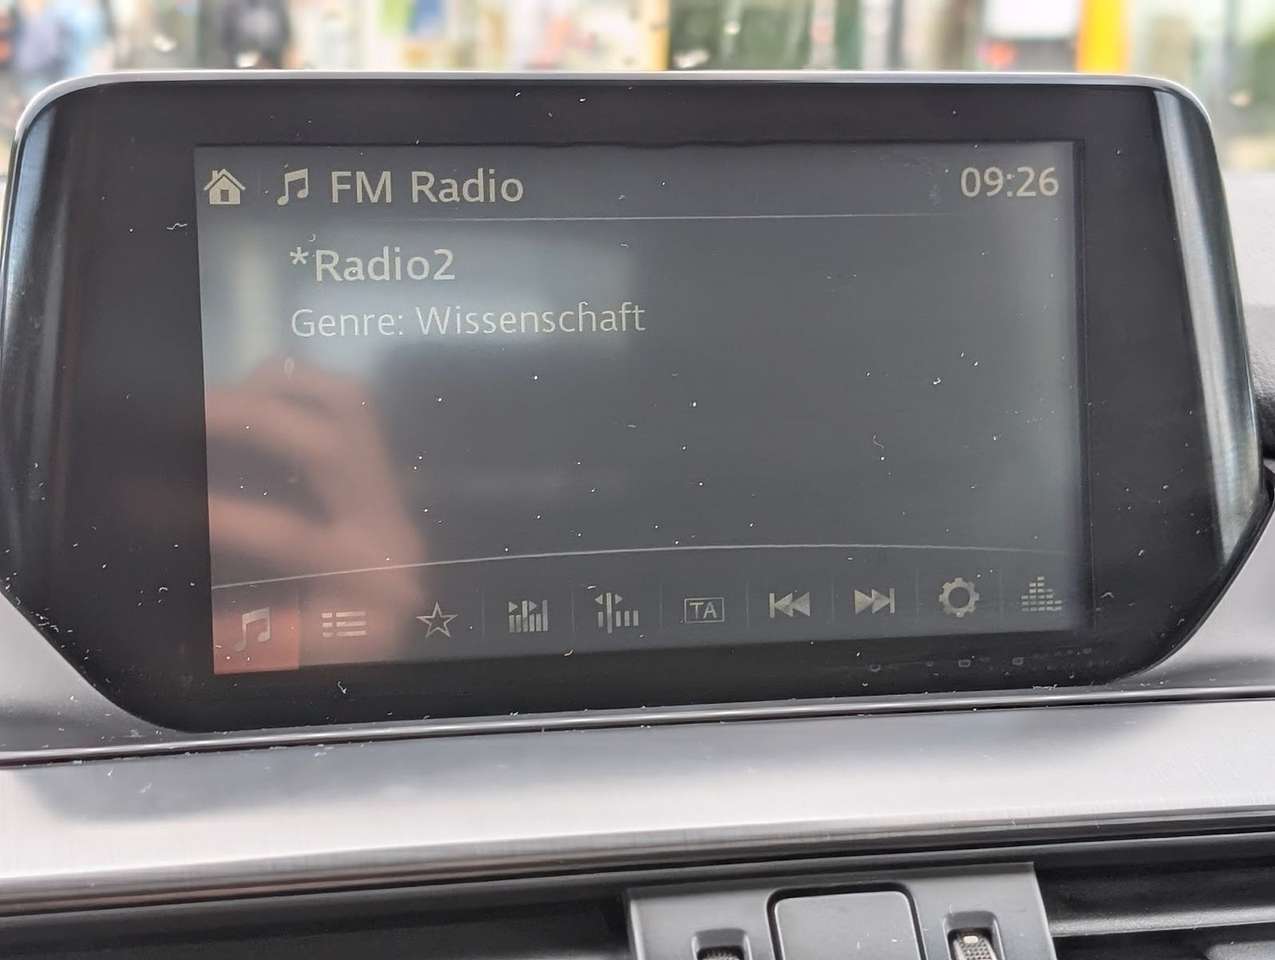 FM Radio 09:26
*Radio2
Genre: Wissenschaft
TA